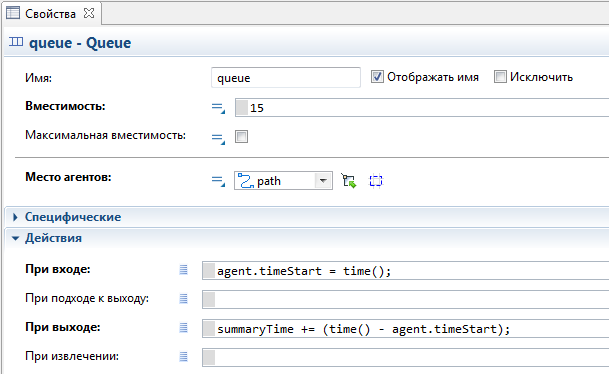 Свойства
queue - Queue
Имя: queue Отображать имя Исключить
Вместимость: 15
Максимальная вместимость:
Место агентов: path
Специфические
Действия
При входе: agent.timeStart = time();
При подходе к выходу:
При выходе: summaryTime += (time() - agent.timeStart);
При извлечении: